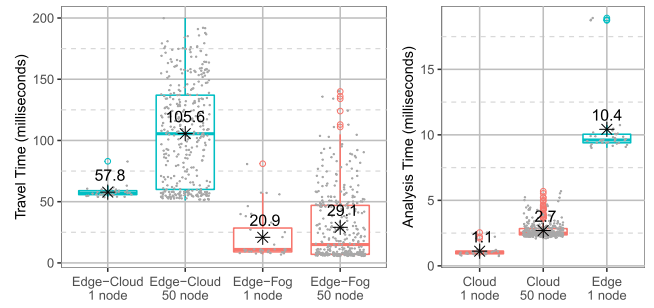 Travel Time (milliseconds)
200
150
100
50
0
57.8
105.6
20.9
29.1
Edge−Cloud
1 node
Edge−Cloud
50 node
Edge−Fog
1 node
Edge−Fog
50 node
Analysis Time (milliseconds)
15
10
5
0
1.1
2.7
10.4
Cloud
1 node
Cloud
50 node
Edge
1 node